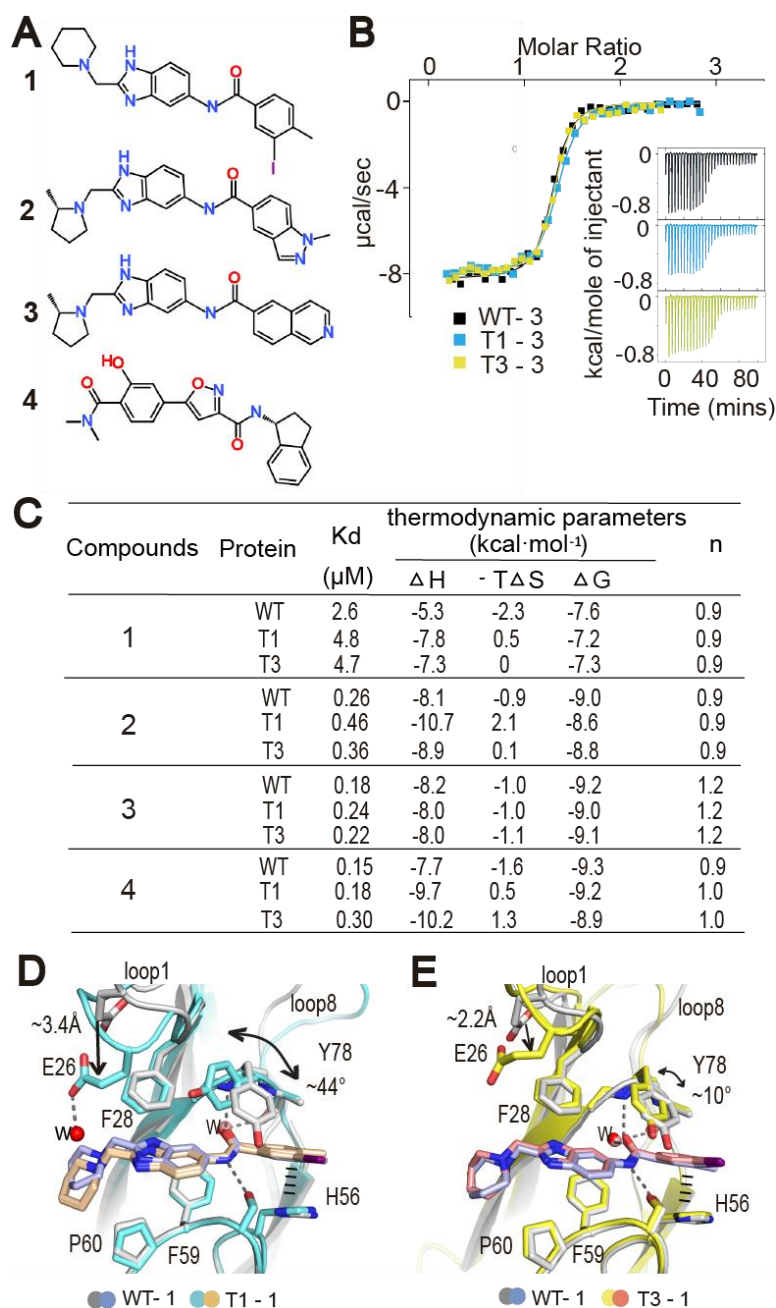 A
1
HN
N
N
N
O
I
2
HN
N
N
N
O
N
N
3
HN
N
N
N
O
N
4
HO
O
N
O
N
O
H
N
B
Molar Ratio
0 1 2 3
0
-4
-8
μcal/sec
c
WT- 3
T1 - 3
T3 - 3
kcal/mole of injectant
0
-0.8
0
-0.8
0
-0.8
0 40 80
Time (mins)
C
Compounds Protein Kd (μM) thermodynamic parameters (kcal·mol⁻¹) n
△H - T△S △G
1
WT 2.6 -5.3 -2.3 -7.6 0.9
T1 4.8 -7.8 0.5 -7.2 0.9
T3 4.7 -7.3 0 -7.3 0.9
2
WT 0.26 -8.1 -0.9 -9.0 0.9
T1 0.46 -10.7 2.1 -8.6 0.9
T3 0.36 -8.9 0.1 -8.8 0.9
3
WT 0.18 -8.2 -1.0 -9.2 1.2
T1 0.24 -8.0 -1.0 -9.0 1.2
T3 0.22 -8.0 -1.1 -9.1 1.2
4
WT 0.15 -7.7 -1.6 -9.3 0.9
T1 0.18 -9.7 0.5 -9.2 1.0
T3 0.30 -10.2 1.3 -8.9 1.0
D
loop1
loop8
~3.4Å
E26
Y78
~44°
F28
W
W
H56
P60
F59
WT- 1 T1 - 1
E
loop1
loop8
~2.2Å
E26
Y78
~10°
F28
W
H56
P60
F59
WT- 1 T3 - 1